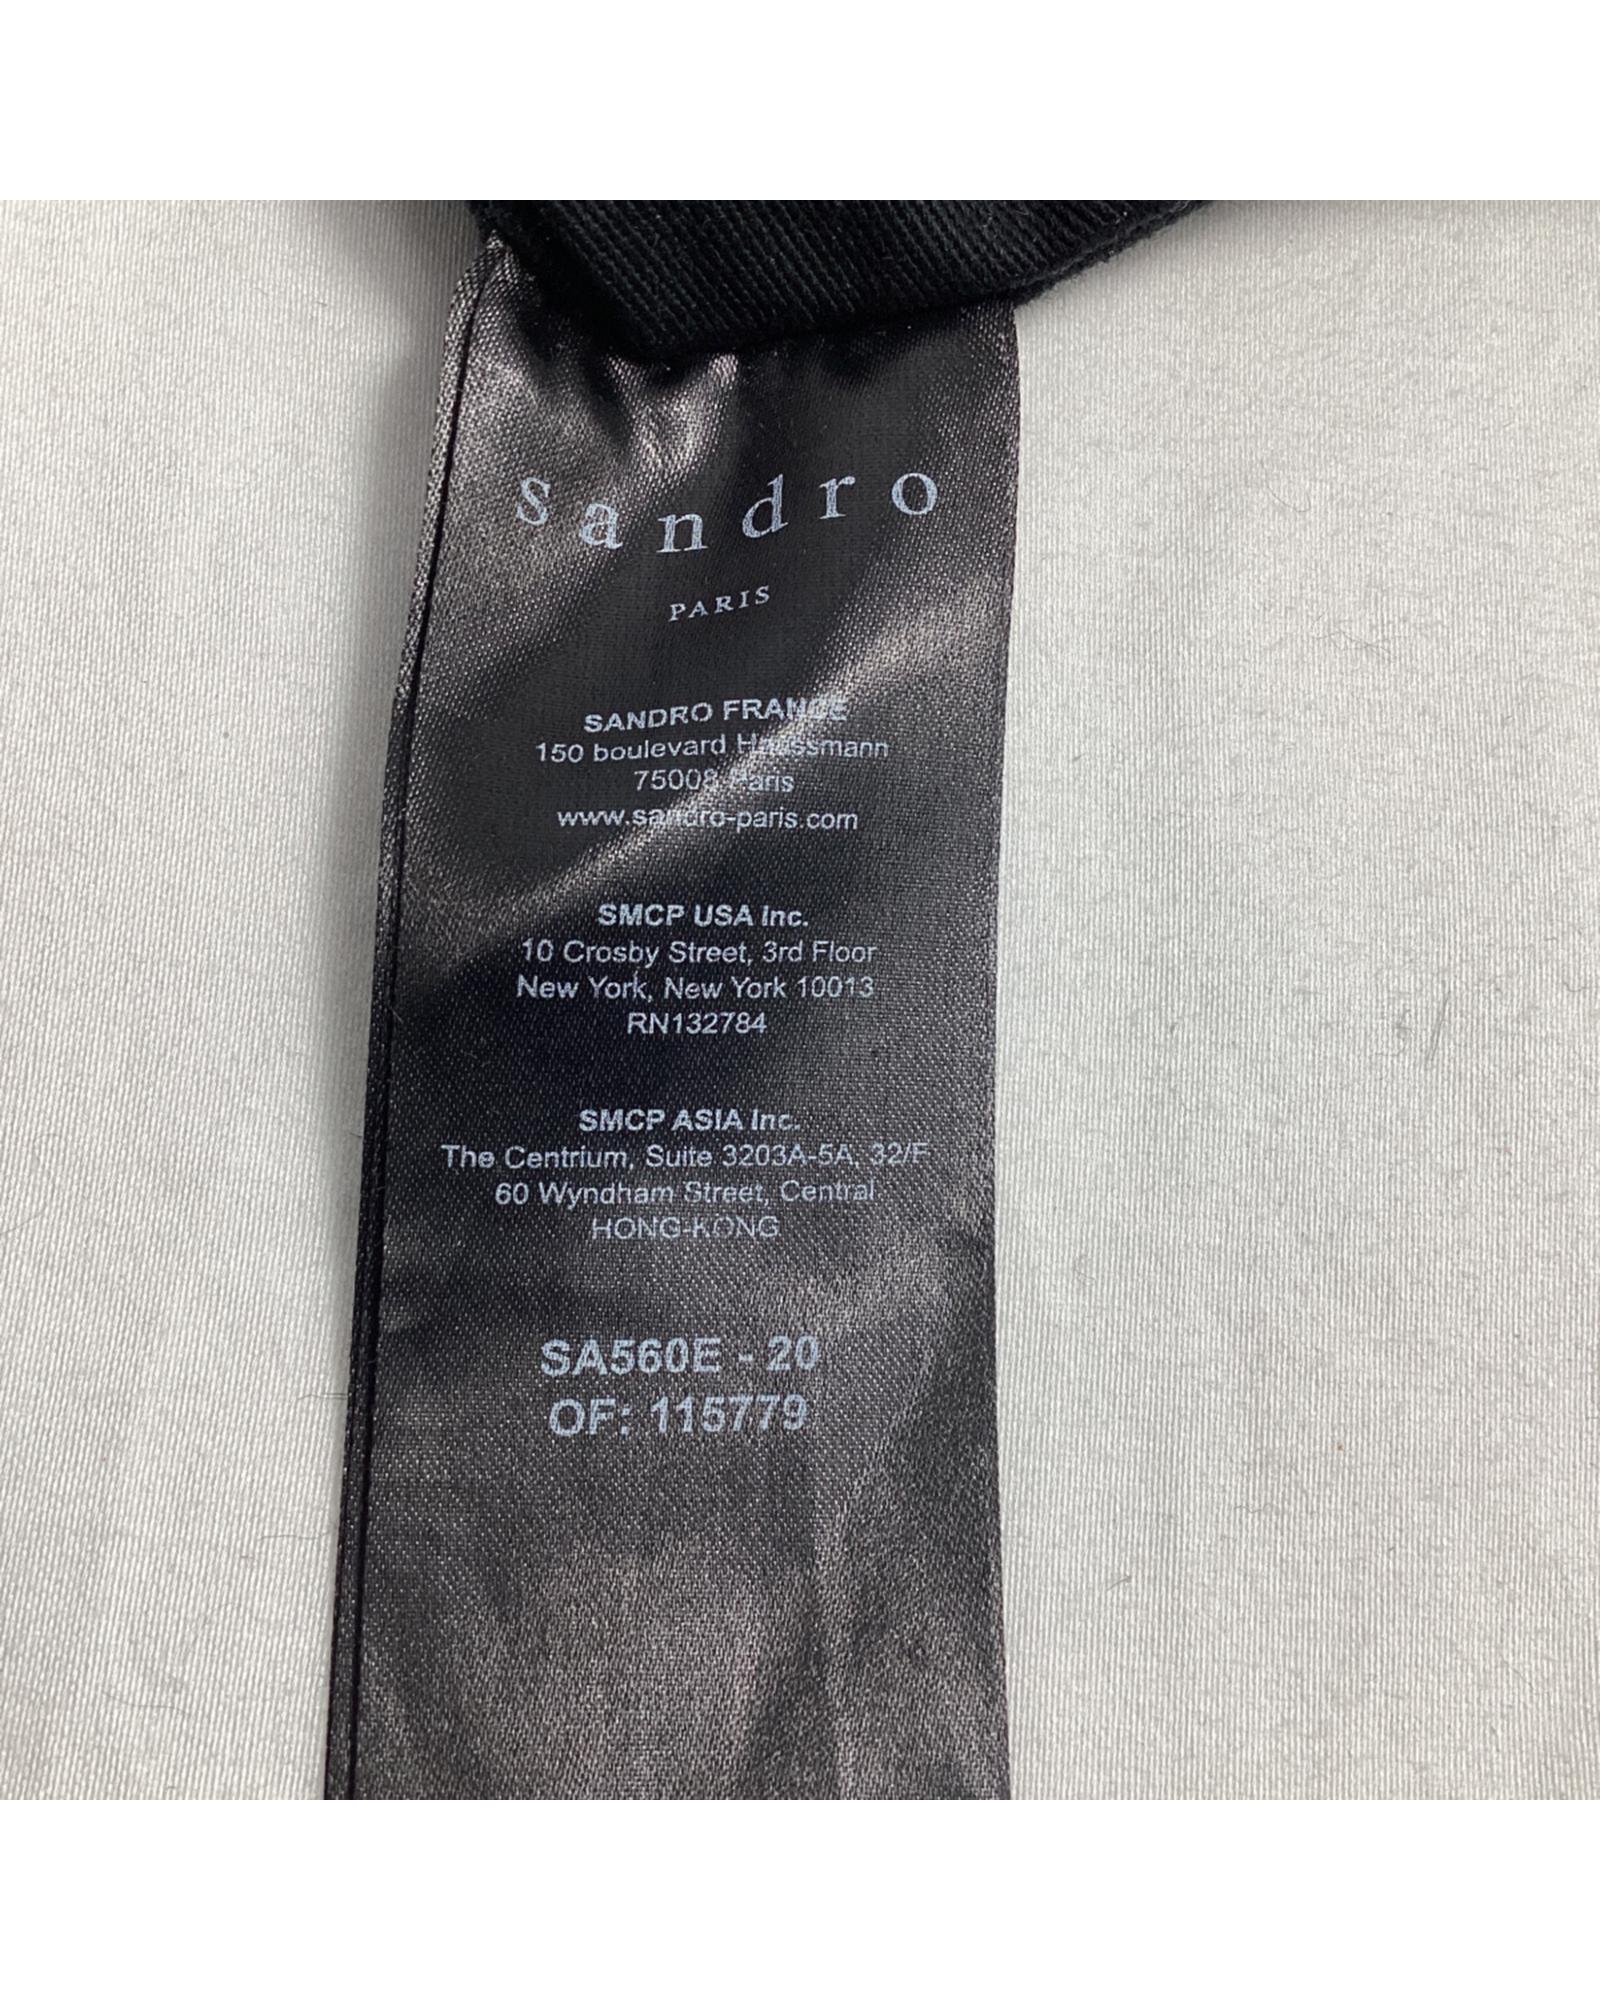 sandro
PARIS
SANDRO FRANCE
150 boulevard Haussmann
75008 Paris
www.sandro-paris.com
SMCP USA Inc.
10 Crosby Street, 3rd Floor
New York, New York 10013
RN132784
SMCP ASIA Inc.
The Centrium, Suite 3203A-5A, 32/F
60 Wyndham Street, Central
HONG-KONG
SA560E - 20
OF: 115779